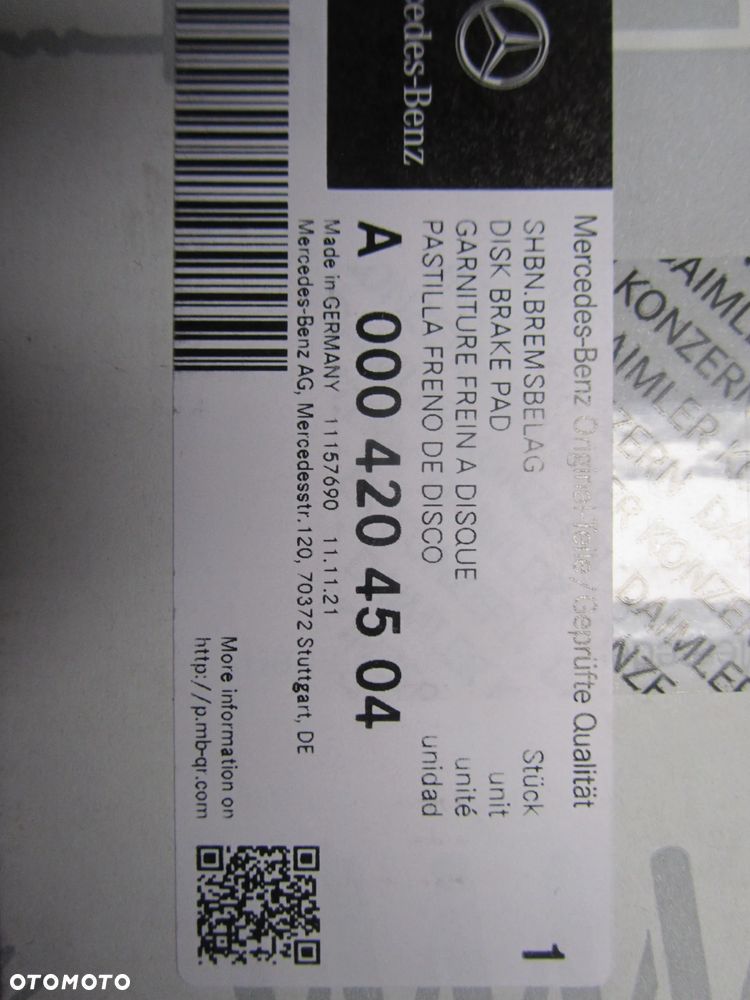 Mercedes-Benz
Mercedes-Benz Original-Teile / Geprüfte Qualität
SHBN.BREMSBELAG Stück 1
DISK BRAKE PAD unit
GARNITURE FREIN A DISQUE unité
PASTILLA FRENO DE DISCO unidad
A 000 420 45 04
Made in GERMANY 11157690 11.11.21
Mercedes-Benz AG, Mercedesstr.120, 70372 Stuttgart, DE
More information on
http://p.mb-qr.com
DAIMLER
KONZERN
DAIMLER
DAIMLER
OTOMOTO